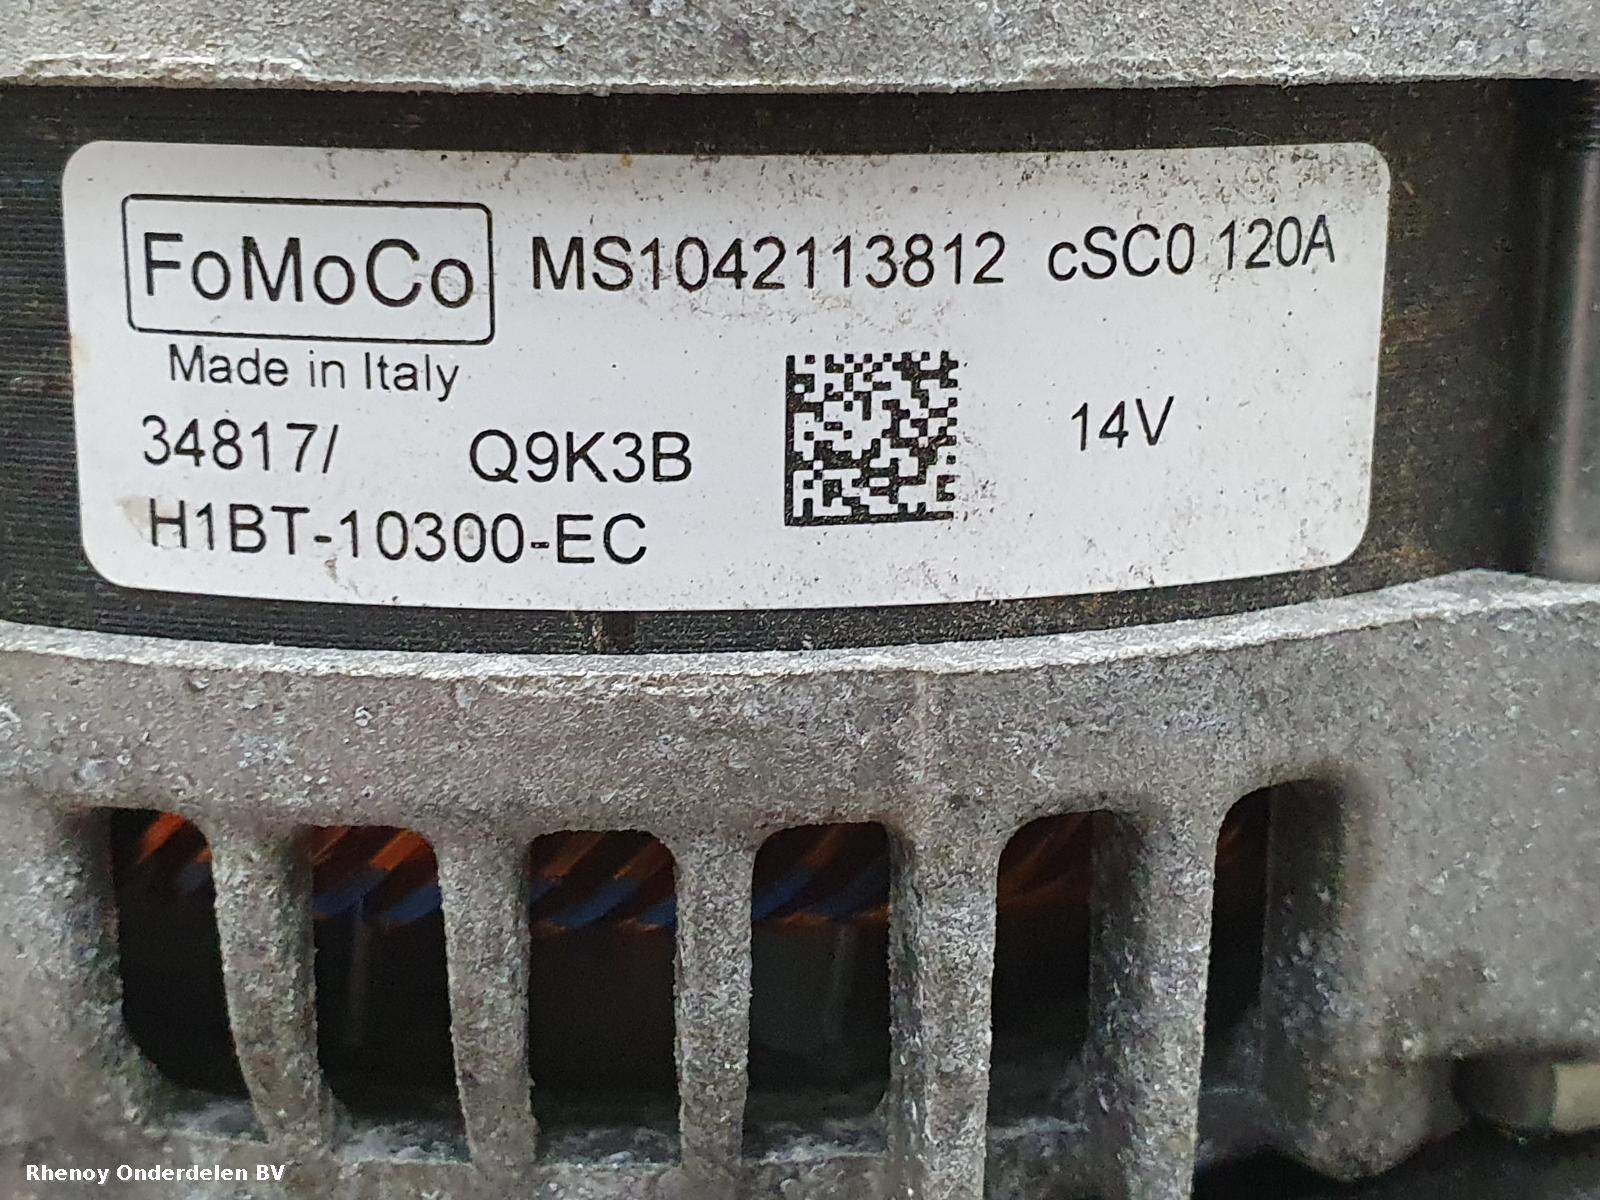 FoMoCo MS1042113812 cSC0 120A
Made in Italy
34817/ Q9K3B 14V
H1BT-10300-EC
Rhenoy Onderdelen BV